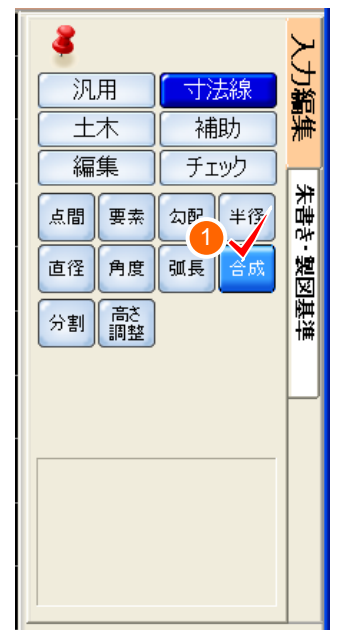 汎用 寸法線
土木 補助
編集 チェック
点間 要素 勾配 半径
1
直径 角度 弧長 合成
分割 高さ調整
入力編集
朱書き・製図基準